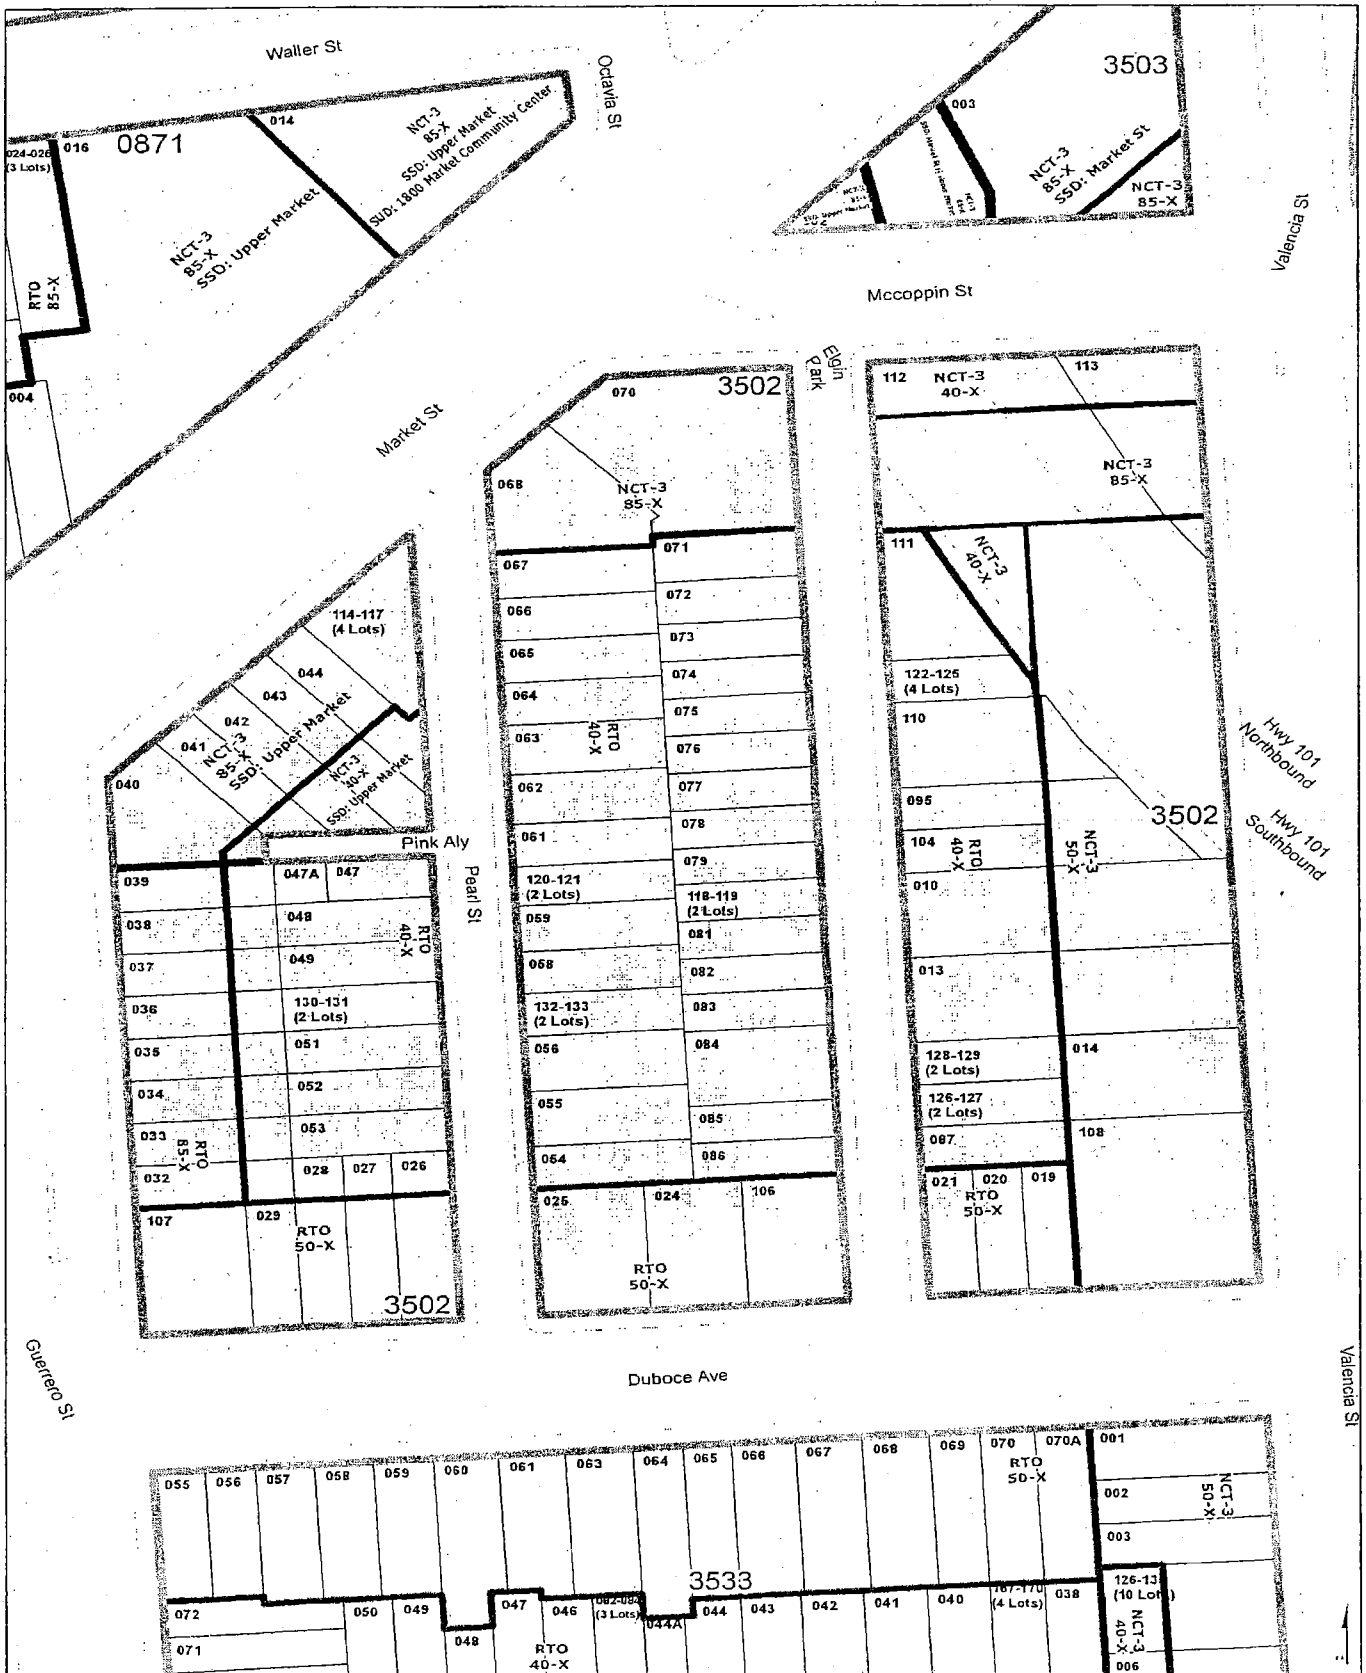 Waller St
Octavia St
3503
003
NCT-3
85-X
SSD: Market St
NCT-3
85-X
Valencia St
014
NCT-3
85-X
SSD: Upper Market
SUD: 1800 Market Community Center
024-026
(3 Lots)
016
0871
NCT-3
85-X
SSD: Upper Market
RTO
85-X
004
Mccoppin St
Market St
Elgin
Park
070
3502
068
NCT-3
85-X
112
NCT-3
40-X
113
NCT-3
85-X
111
NCT-3
40-X
067
066
065
064
063
062
061
120-121
(2 Lots)
059
058
132-133
(2 Lots)
056
055
054
RTO
40-X
071
072
073
074
075
076
077
078
079
118-119
(2 Lots)
081
082
083
084
085
086
025
024
106
RTO
50-X
114-117
(4 Lots)
044
043
042
041
040
NCT-3
85-X
SSD: Upper Market
NCT-3
40-X
SSD: Upper Market
Pink Aly
Pearl St
039
038
037
036
035
034
033
032
RTO
85-X
047A
047
048
049
RTO
40-X
130-131
(2 Lots)
051
052
053
028
027
026
107
029
RTO
50-X
3502
122-125
(4 Lots)
110
095
104
RTO
40-X
010
013
128-129
(2 Lots)
126-127
(2 Lots)
087
021
020
019
RTO
50-X
NCT-3
50-X
3502
014
108
Hwy 101
Northbound
Hwy 101
Southbound
Guerrero St
Duboce Ave
Valencia St
055
056
057
058
059
060
061
063
064
065
066
067
068
069
070
070A
RTO
50-X
001
002
003
NCT-3
50-X
3533
072
071
050
049
048
047
046
(3 Lots)
044A
044
043
042
041
040
167-170
(4 Lots)
038
RTO
40-X
(10 Lots)
NCT-3
40-X
006